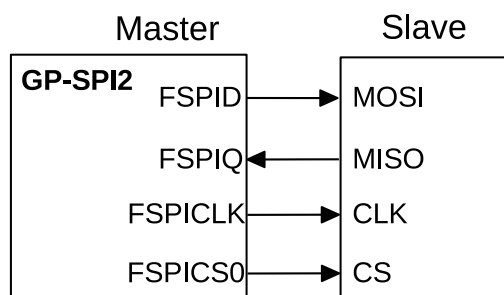 Master Slave
GP-SPI2
FSPID MOSI
FSPIQ MISO
FSPICLK CLK
FSPICS0 CS